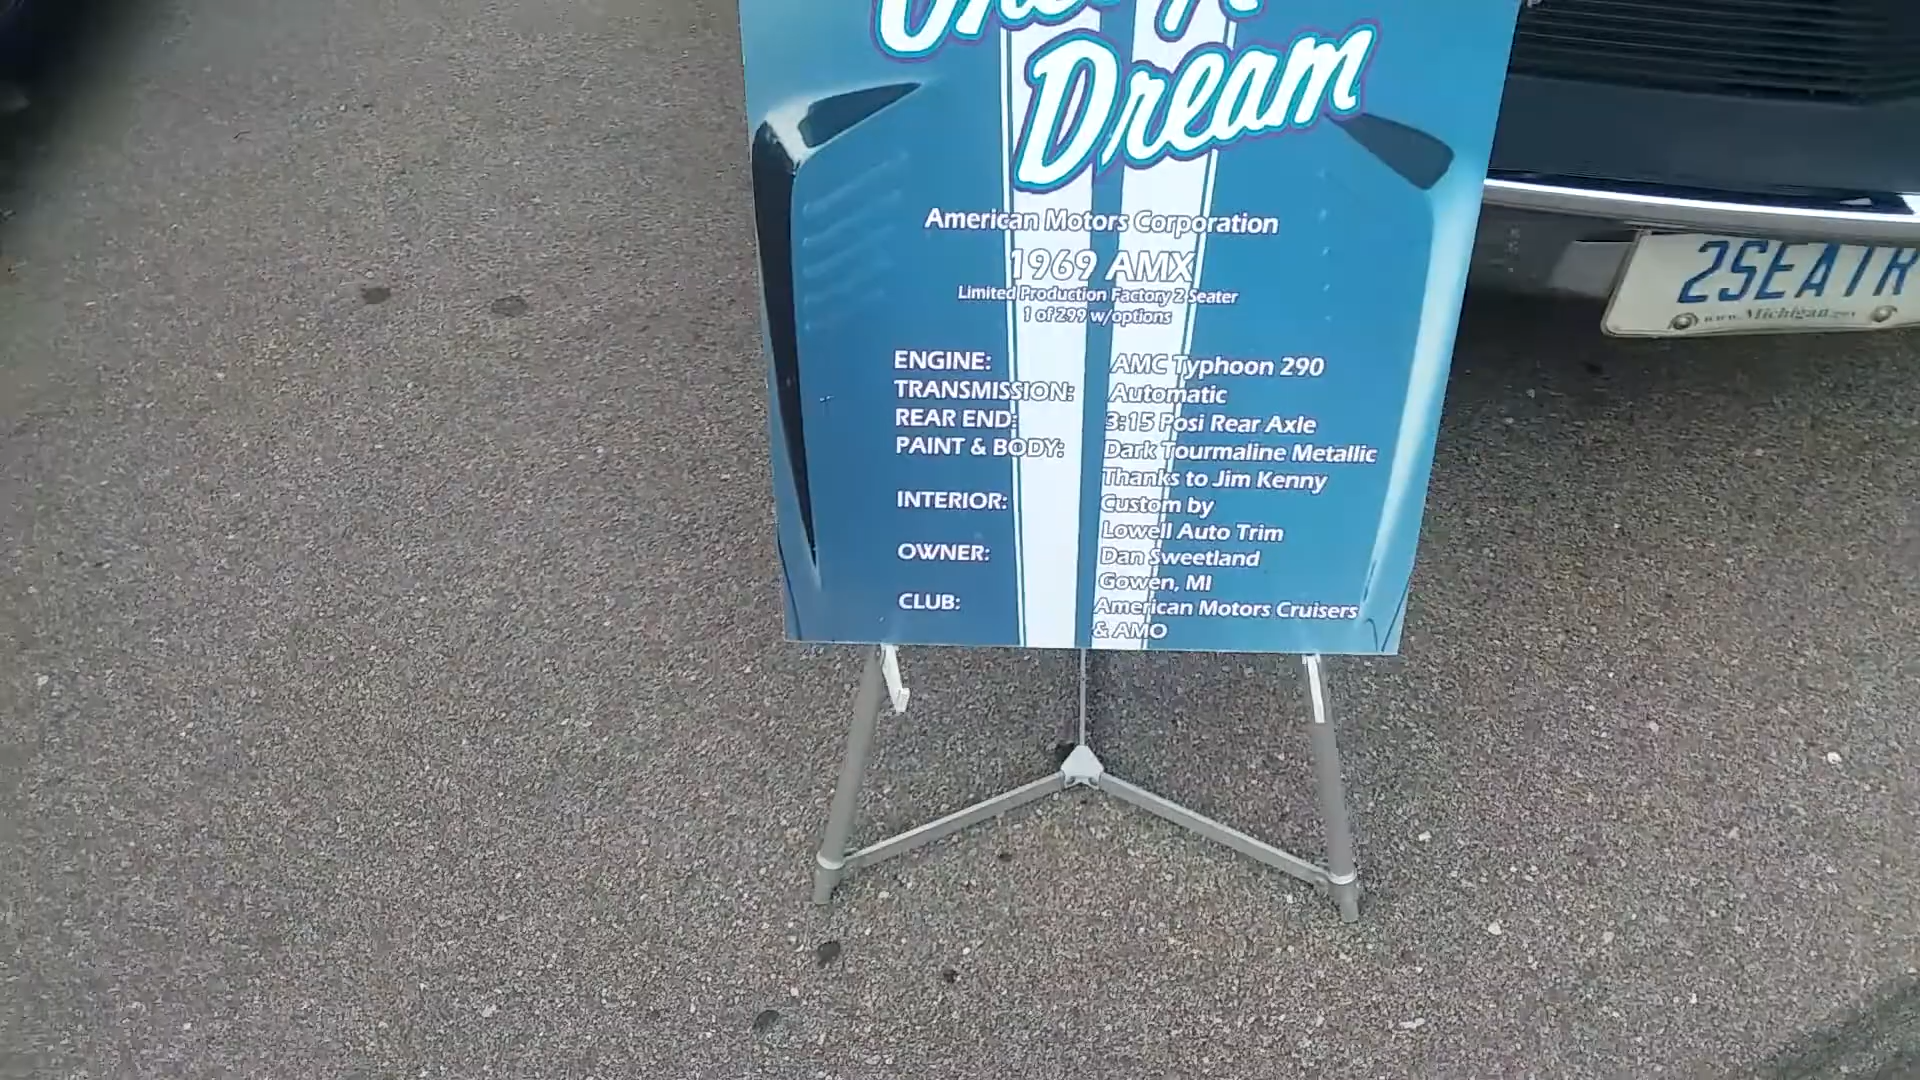 Dream
American Motors Corporation
1969 AMX
Limited Production Factory 2 Seater
1 of 299 w/options
ENGINE: AMC Typhoon 290
TRANSMISSION: Automatic
REAR END: 3:15 Posi Rear Axle
PAINT & BODY: Dark Tourmaline Metallic
Thanks to Jim Kenny
INTERIOR: Custom by
Lowell Auto Trim
OWNER: Dan Sweetland
Gowen, MI
CLUB: American Motors Cruisers
& AMO
2SEATR
www.Michigan.gov